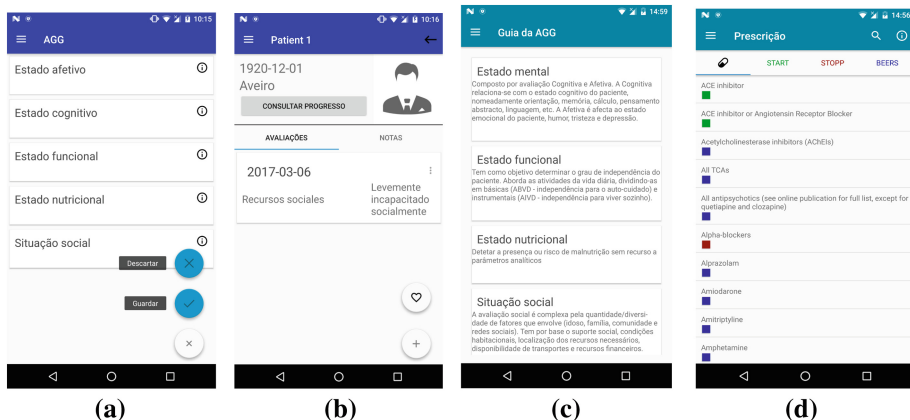 10:15
AGG
Estado afetivo
Estado cognitivo
Estado funcional
Estado nutricional
Situação social
Descartar
Guardar
(a)
10:16
Patient 1
1920-12-01
Aveiro
CONSULTAR PROGRESSO
AVALIAÇÕES NOTAS
2017-03-06
Recursos sociales
Levemente
incapacitado
socialmente
(b)
14:59
Guia da AGG
Estado mental
Composto por avaliação Cognitiva e Afetiva. A Cognitiva
relaciona-se com o estado cognitivo do paciente,
nomeadamente orientação, memória, cálculo, pensamento
abstracto, linguagem, etc. A Afetiva é afecta ao estado
emocional do paciente, humor, tristeza e depressão.
Estado funcional
Tem como objetivo determinar o grau de independência do
paciente. Aborda as atividades da vida diária, dividindo-as
em básicas (ABVD - independência para o auto-cuidado) e
instrumentais (AIVD - independência para viver sozinho).
Estado nutricional
Detetar a presença ou risco de malnutrição sem recurso a
parâmetros analíticos
Situação social
A avaliação social é complexa pela quantidade/diversi-
dade de fatores que envolve (idoso, família, comunidade e
redes sociais). Tem por base o suporte social, condições
habitacionais, localização dos recursos necessários,
disponibilidade de transportes e recursos financeiros.
(c)
14:56
Prescrição
START STOPP BEERS
ACE inhibitor
ACE inhibitor or Angiotensin Receptor Blocker
Acetylcholinesterase inhibitors (AChEIs)
All TCAs
All antipsychotics (see online publication for full list, except for
quetiapine and clozapine)
Alpha-blockers
Alprazolam
Amiodarone
Amitriptyline
Amphetamine
(d)